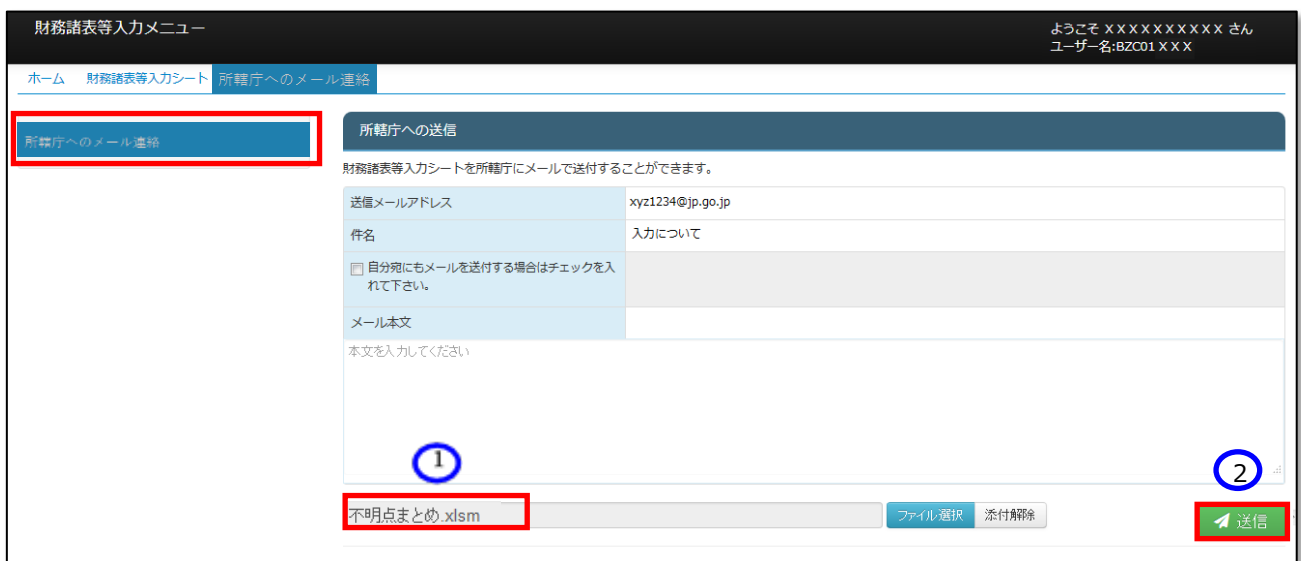 財務諸表等入力メニュー
ようこそ XXXXXXXXXX さん
ユーザー名:BZC01XXX
ホーム 財務諸表等入力シート 所轄庁へのメール連絡
所轄庁へのメール連絡
所轄庁への送信
財務諸表等入力シートを所轄庁にメールで送付することができます。
送信メールアドレス xyz1234@jp.go.jp
件名 入力について
自分宛にもメールを送付する場合はチェックを入
れて下さい。
メール本文
本文を入力してください
1
2
不明点まとめ.xlsm ファイル選択 添付解除 送信